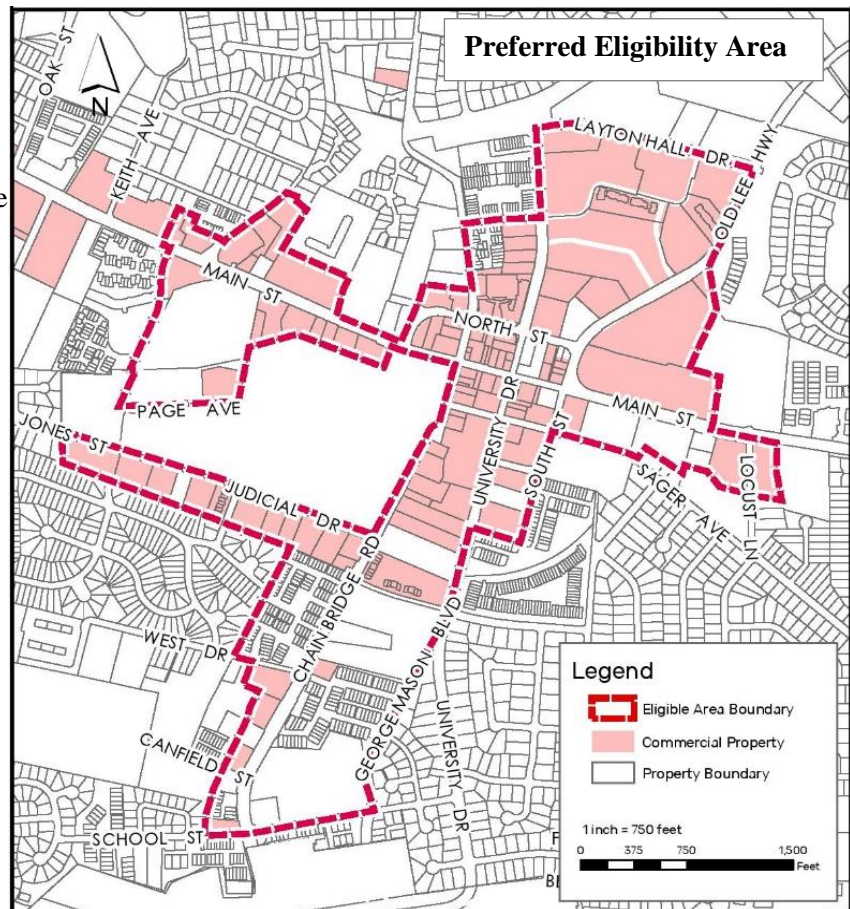 Preferred Eligibility Area
OAK ST
N
KEITH AVE
LAYTON HALL DR
OLD LEE HWY
e
MAIN ST
NORTH ST
UNIVERSITY DR
MAIN ST
PAGE AVE
JONES ST
SOUTH ST
LOCUST LN
SAGER AVE
JUDICIAL DR
CHAIN BRIDGE RD
WEST DR
GEORGE MASON BLVD
UNIVERSITY DR
CANFIELD ST
SCHOOL ST
F
B
Legend
Eligible Area Boundary
Commercial Property
Property Boundary
1 inch = 750 feet
0 375 750 1,500
Feet